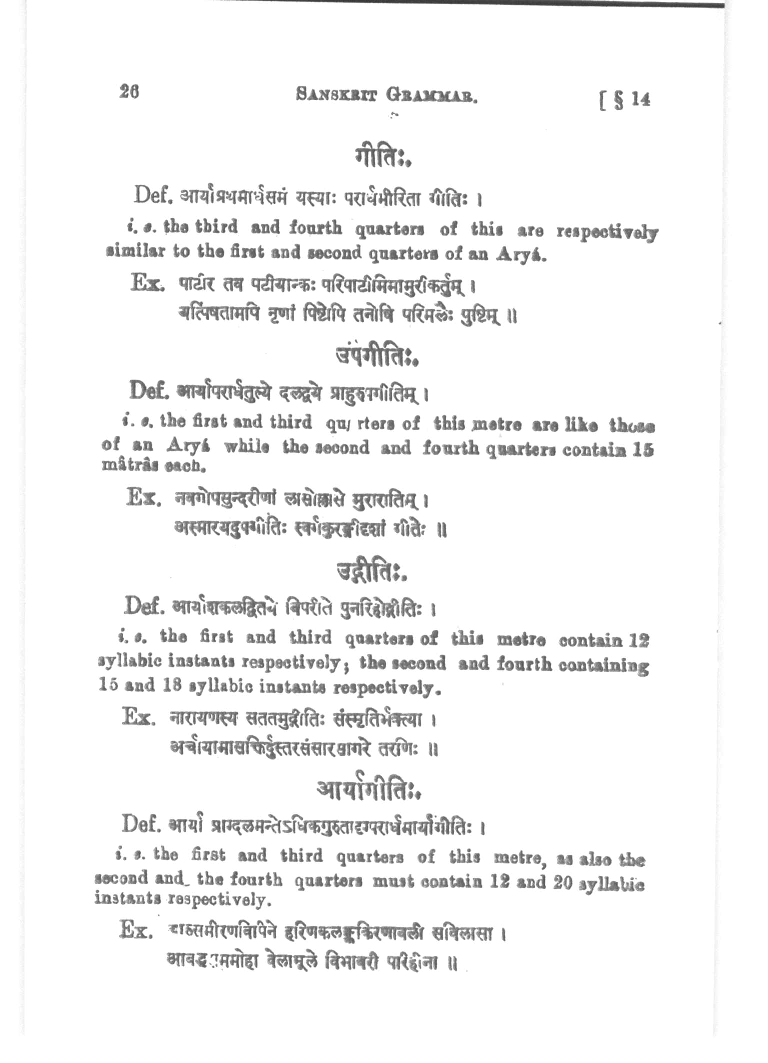 26 SANSKRIT GRAMMAR. [ § 14
गीतिः.
Def. आर्याप्रथमार्धसमं यस्याः परार्धमीरिता गीतिः ।
i. e. the third and fourth quarters of this are respectively
similar to the first and second quarters of an Aryá.
Ex. पाटीर तव पटीयान्कः परिपाटीमिमामुरीकर्तुम् ।
यत्पिंषतामपि नृणां पिष्टोपि तनोषि परिमलैः पुष्टिम् ॥
उपगीतिः.
Def. आर्यापरार्धतुल्ये दलद्वये प्राहुरुपगीतिम् ।
i. e. the first and third qu rters of this metre are like those
of an Aryá while the second and fourth quarters contain 15
mâtrâs each.
Ex. नवगोपसुन्दरीणां लासोल्लासे मुरारातिम् ।
अस्मारयदुपगीतिः स्वर्गकुरङ्गीदृशां गीतेः ॥
उद्गीतिः.
Def. आर्याशकलद्वितये विपरीते पुनरिहोद्गीतिः ।
i. e. the first and third quarters of this metre contain 12
syllabic instants respectively; the second and fourth containing
15 and 18 syllabic instants respectively.
Ex. नारायणस्य सततमुद्गीतिः संस्मृतिर्भक्त्या ।
अर्चायामासक्तिर्दुस्तरसंसारसागरे तरणिः ॥
आर्यागीतिः.
Def. आर्या प्राग्दलमन्तेऽधिकगुरुतादृग्परार्धमार्यागीतिः ।
i. e. the first and third quarters of this metre, as also the
second and the fourth quarters must contain 12 and 20 syllabic
instants respectively.
Ex. हरिणकलङ्ककिरणावली सविलासा ।
वेलामूले विभावरी परिहीना ॥